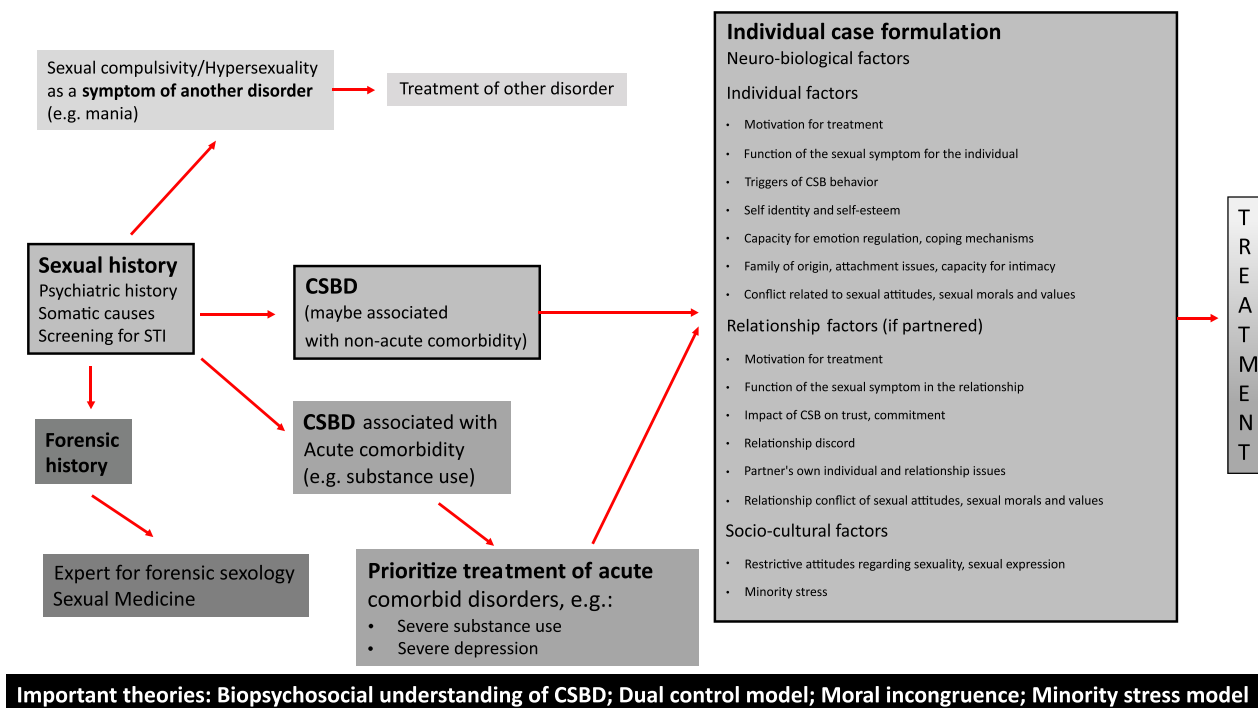 Sexual compulsivity/Hypersexuality
as a symptom of another disorder
(e.g. mania)
Treatment of other disorder
Sexual history
Psychiatric history
Somatic causes
Screening for STI
CSBD
(maybe associated
with non-acute comorbidity)
Forensic
history
CSBD associated with
Acute comorbidity
(e.g. substance use)
Expert for forensic sexology
Sexual Medicine
Prioritize treatment of acute
comorbid disorders, e.g.:
• Severe substance use
• Severe depression
Individual case formulation
Neuro-biological factors
Individual factors
• Motivation for treatment
• Function of the sexual symptom for the individual
• Triggers of CSB behavior
• Self identity and self-esteem
• Capacity for emotion regulation, coping mechanisms
• Family of origin, attachment issues, capacity for intimacy
• Conflict related to sexual attitudes, sexual morals and values
Relationship factors (if partnered)
• Motivation for treatment
• Function of the sexual symptom in the relationship
• Impact of CSB on trust, commitment
• Relationship discord
• Partner's own individual and relationship issues
• Relationship conflict of sexual attitudes, sexual morals and values
Socio-cultural factors
• Restrictive attitudes regarding sexuality, sexual expression
• Minority stress
TREATMENT
Important theories: Biopsychosocial understanding of CSBD; Dual control model; Moral incongruence; Minority stress model